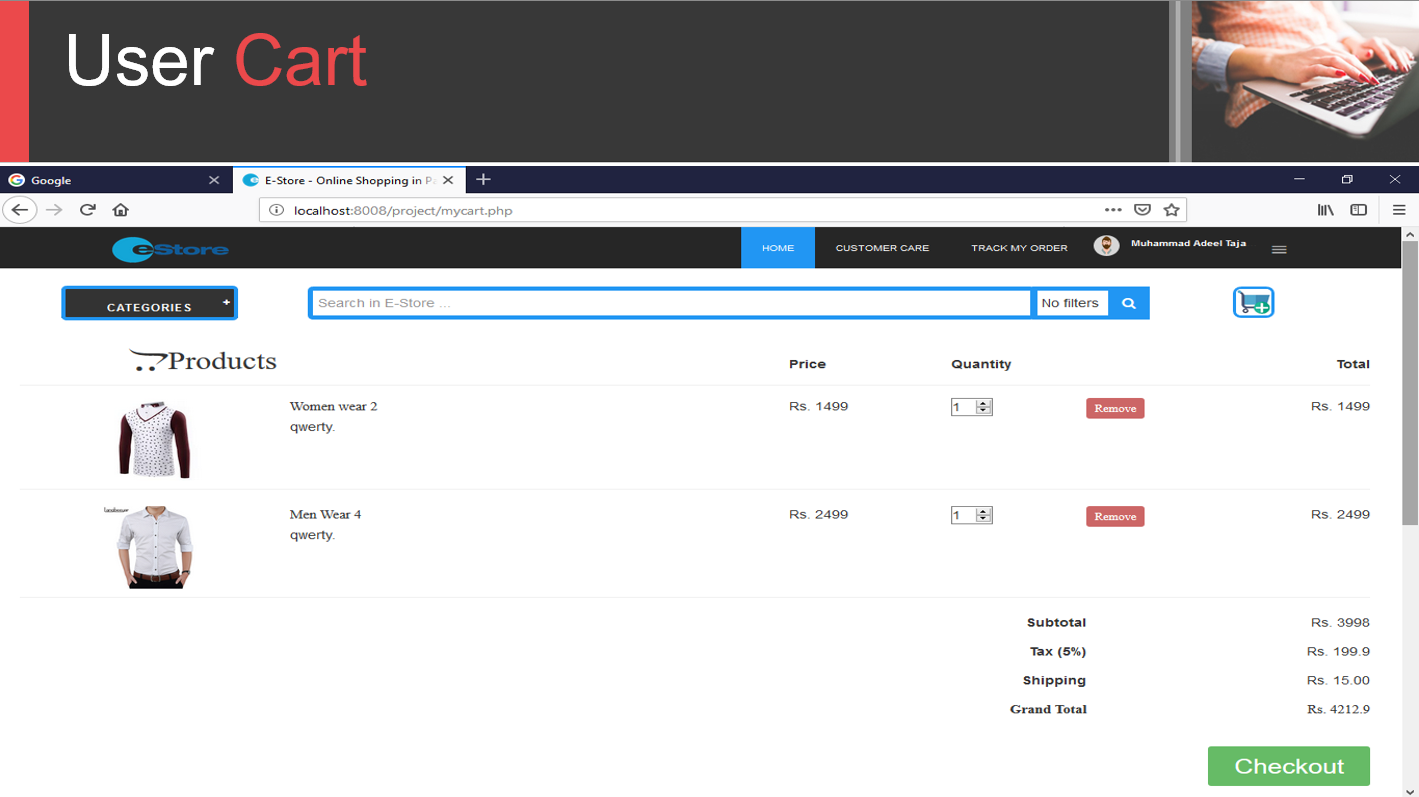 User Cart
Google
E-Store - Online Shopping in Pa
localhost:8008/project/mycart.php
eStore
HOME
CUSTOMER CARE
TRACK MY ORDER
Muhammad Adeel Taja
CATEGORIES +
Search in E-Store ...
No filters
Products Price Quantity Total
Women wear 2 Rs. 1499 1 Remove Rs. 1499
qwerty.
Men Wear 4 Rs. 2499 1 Remove Rs. 2499
qwerty.
Subtotal Rs. 3998
Tax (5%) Rs. 199.9
Shipping Rs. 15.00
Grand Total Rs. 4212.9
Checkout